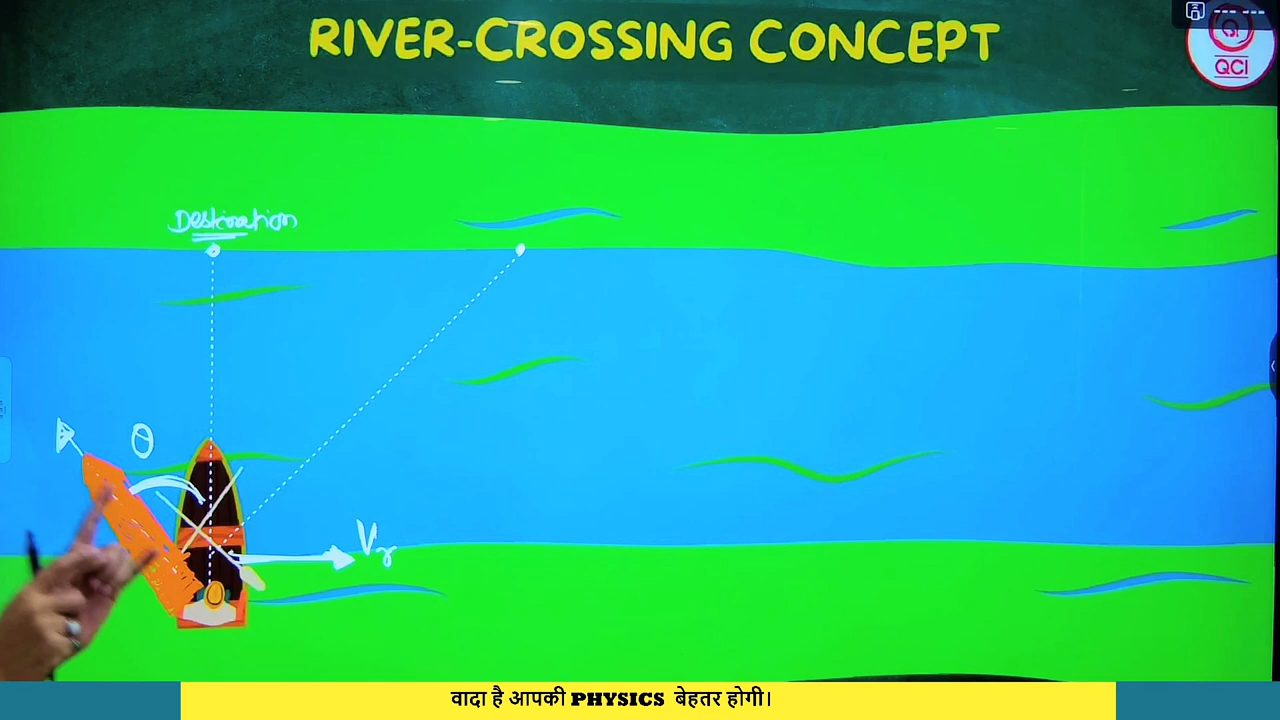 RIVER-CROSSING CONCEPT
QCI
Destination
θ
Vr
वादा है आपकी PHYSICS बेहतर होगी।